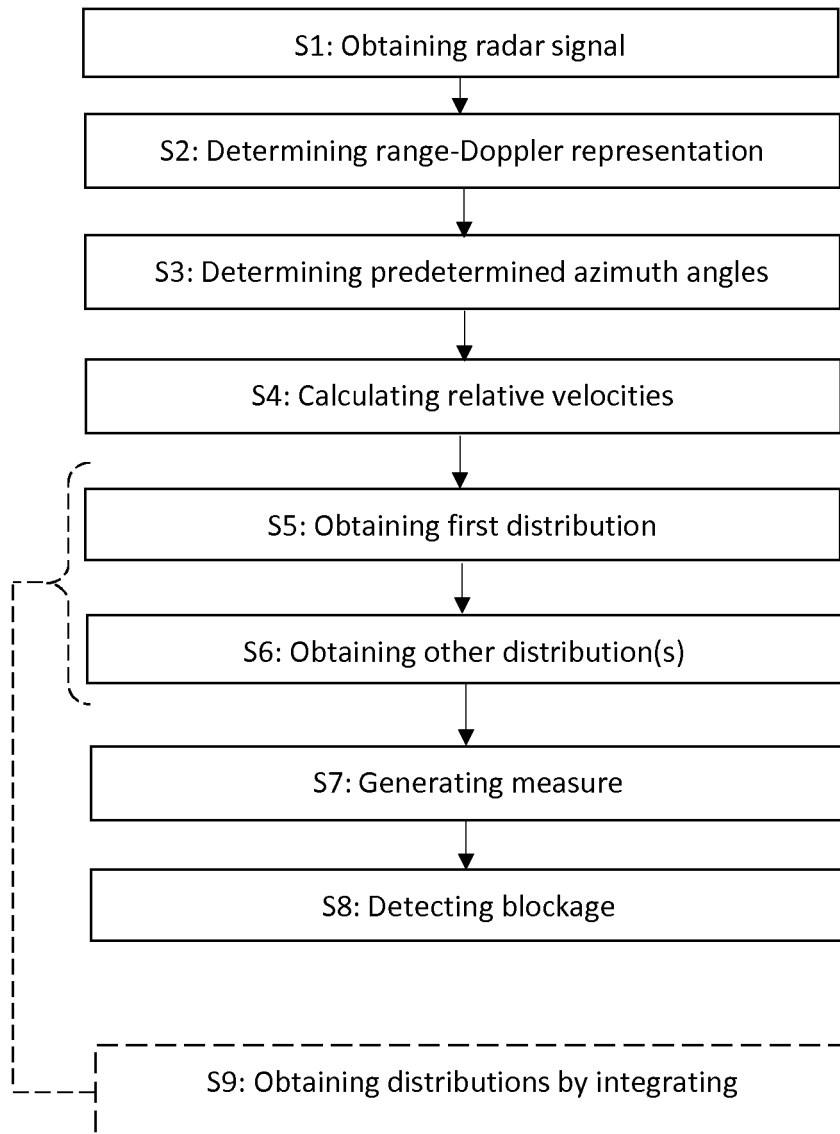 S1: Obtaining radar signal
S2: Determining range-Doppler representation
S3: Determining predetermined azimuth angles
S4: Calculating relative velocities
S5: Obtaining first distribution
S6: Obtaining other distribution(s)
S7: Generating measure
S8: Detecting blockage
S9: Obtaining distributions by integrating